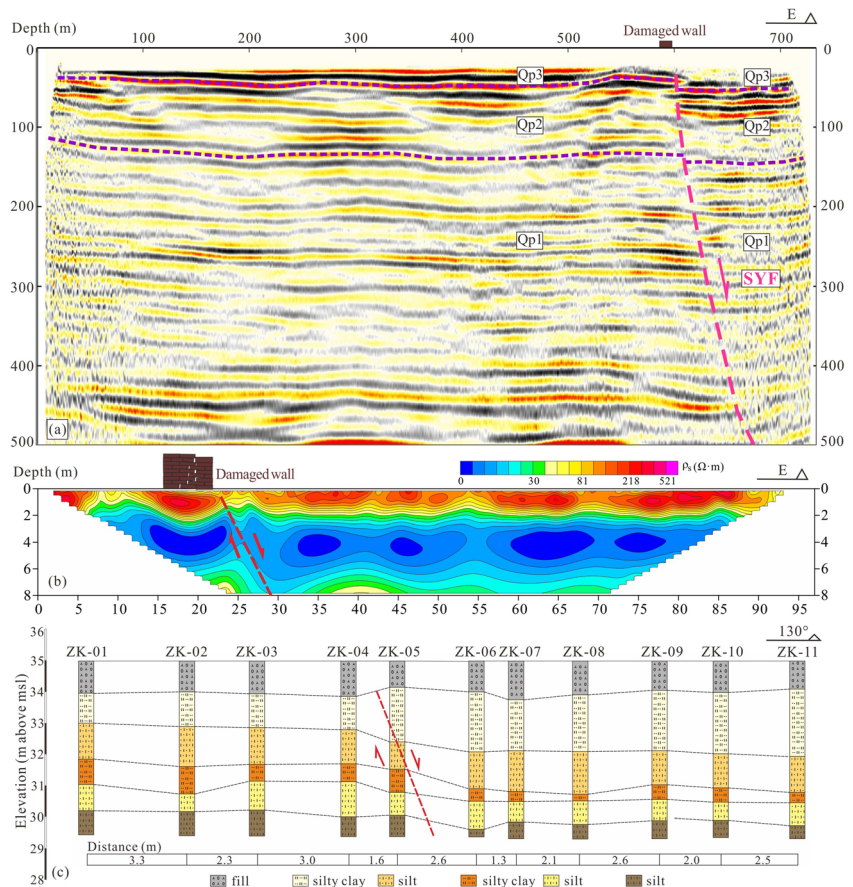 Depth (m) Damaged wall E
100 200 300 400 500 700
0 Qp3 Qp3 0
Qp2 Qp2
100 100
200 200
Qp1 Qp1
300 SYF 300
400 400
500 (a) 500
Depth (m) Damaged wall ρs (Ω·m) E
0 30 81 218 521
0 0
2 2
4 4
6 6
8 (b) 8
0 5 10 15 20 25 30 35 40 45 50 55 60 65 70 75 80 85 90 95
36 130°
ZK-01 ZK-02 ZK-03 ZK-04 ZK-05 ZK-06 ZK-07 ZK-08 ZK-09 ZK-10 ZK-11
35
34
33
32
31
30
29
28
Elevation (m above msl)
(c) Distance (m)
3.3 2.3 3.0 1.6 2.6 1.3 2.1 2.6 2.0 2.5
fill silty clay silt silty clay silt silt